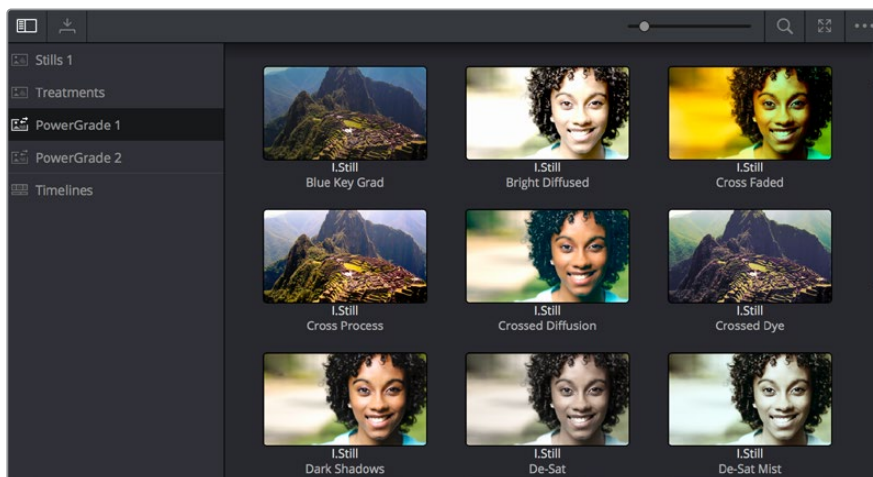 Stills 1
Treatments
PowerGrade 1
PowerGrade 2
Timelines
I.Still
Blue Key Grad
I.Still
Bright Diffused
I.Still
Cross Faded
I.Still
Cross Process
I.Still
Crossed Diffusion
I.Still
Crossed Dye
I.Still
Dark Shadows
I.Still
De-Sat
I.Still
De-Sat Mist